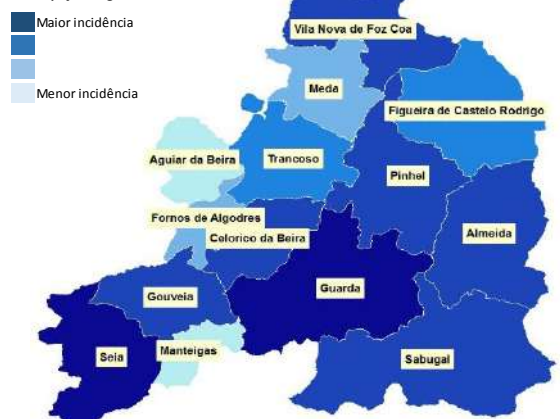 Maior incidência
Menor incidência
Vila Nova de Foz Coa
Meda
Figueira de Castelo Rodrigo
Aguiar da Beira
Trancoso
Pinhel
Fornos de Algodres
Celorico da Beira
Almeida
Gouveia
Guarda
Seia
Manteigas
Sabugal